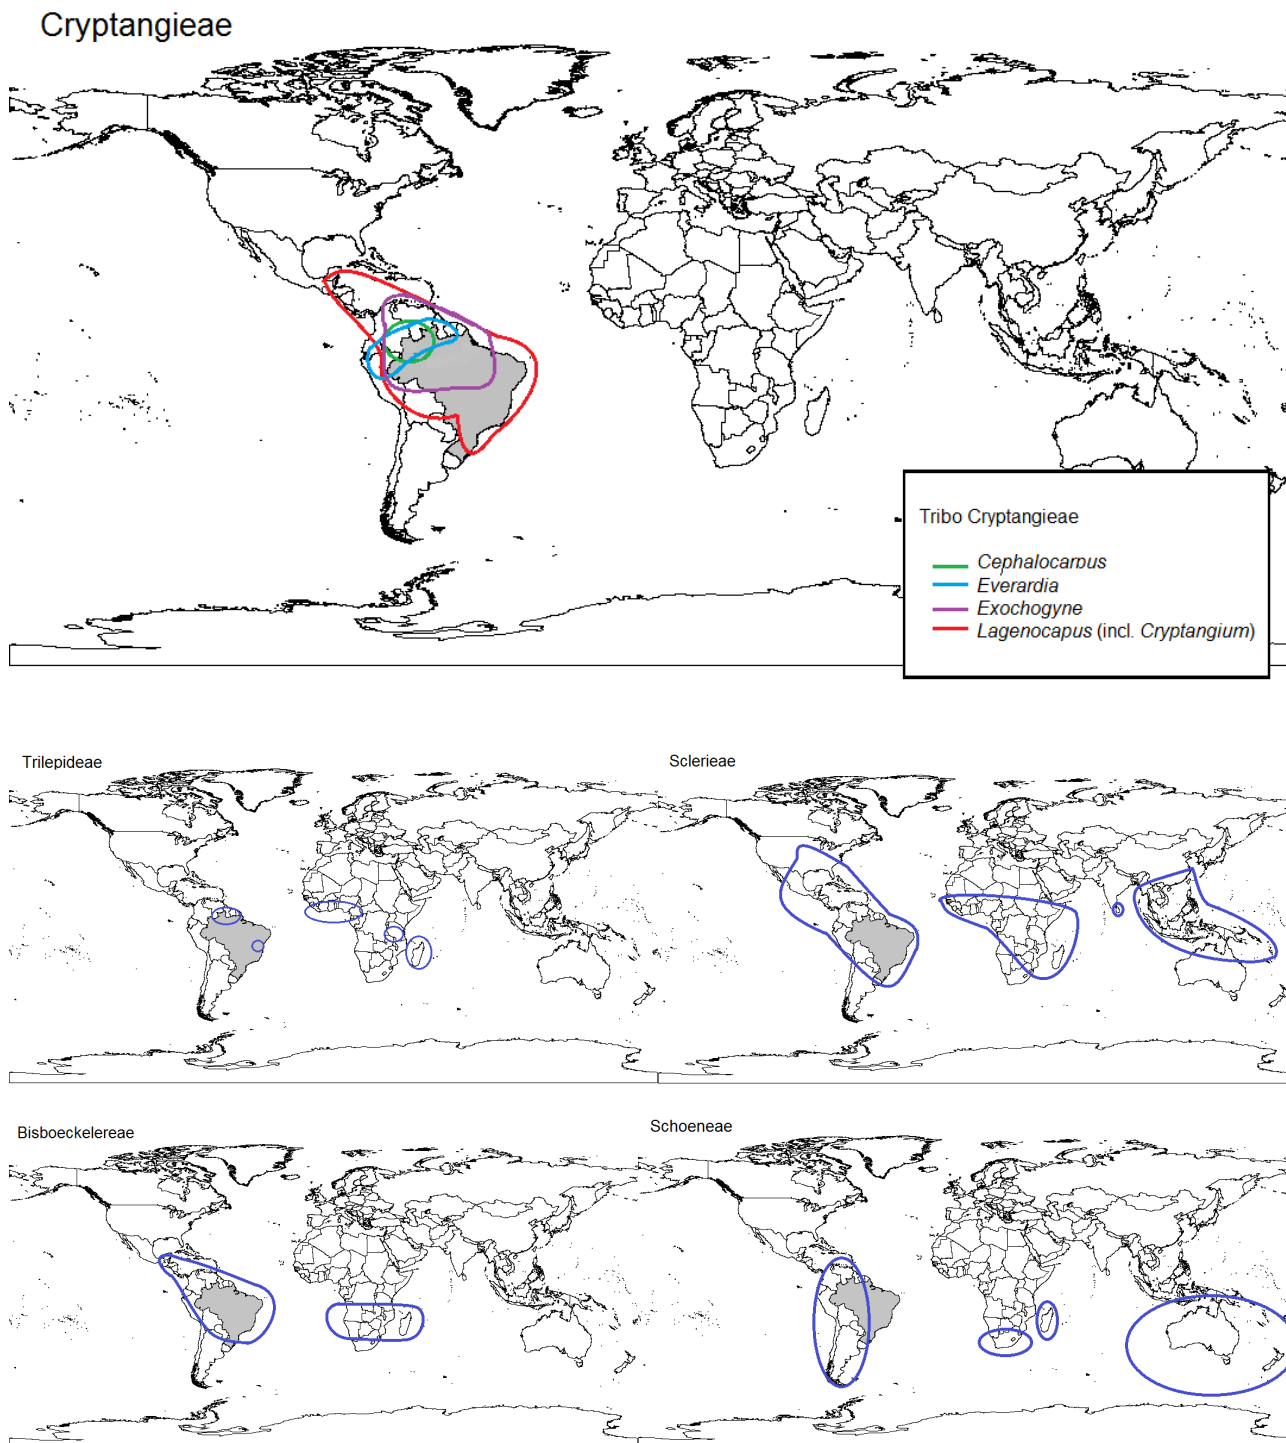 Cryptangieae
Tribo Cryptangieae
Cephalocarpus
Everardia
Exochogyne
Lagenocapus (incl. Cryptangium)
Trilepideae
Sclerieae
Bisboeckelereae
Schoeneae